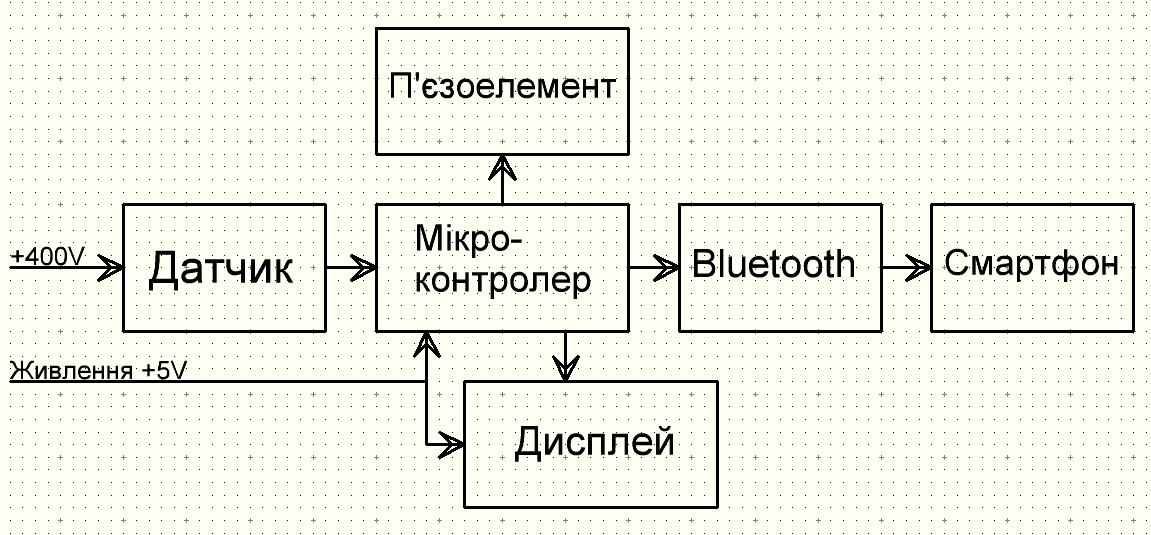 П'єзоелемент
+400V
Датчик
Мікро-
контролер
Bluetooth
Смартфон
Живлення +5V
Дисплей